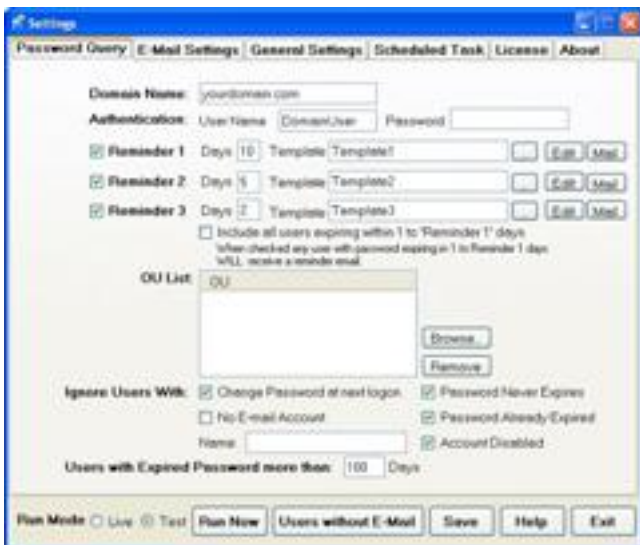 Settings
Password Query E-Mail Settings General Settings Scheduled Task License About
Domain Name: yourdomain.com
Authentication: User Name DomainUser Password
Reminder 1 Days 10 Template Template1 ... Edit Mail
Reminder 2 Days 5 Template Template2 ... Edit Mail
Reminder 3 Days 2 Template Template3 ... Edit Mail
Include all users expiring within 1 to 'Reminder 1' days
When checked any user with password expiring in 1 to Reminder 1 days
WILL receive a reminder email
OU List: OU
Browse..
Remove
Ignore Users With: Change Password at next logon Password Never Expires
No E-mail Account Password Already Expired
Name Account Disabled
Users with Expired Password more than: 100 Days
Run Mode Live Test Run Now Users without E-Mail Save Help Exit